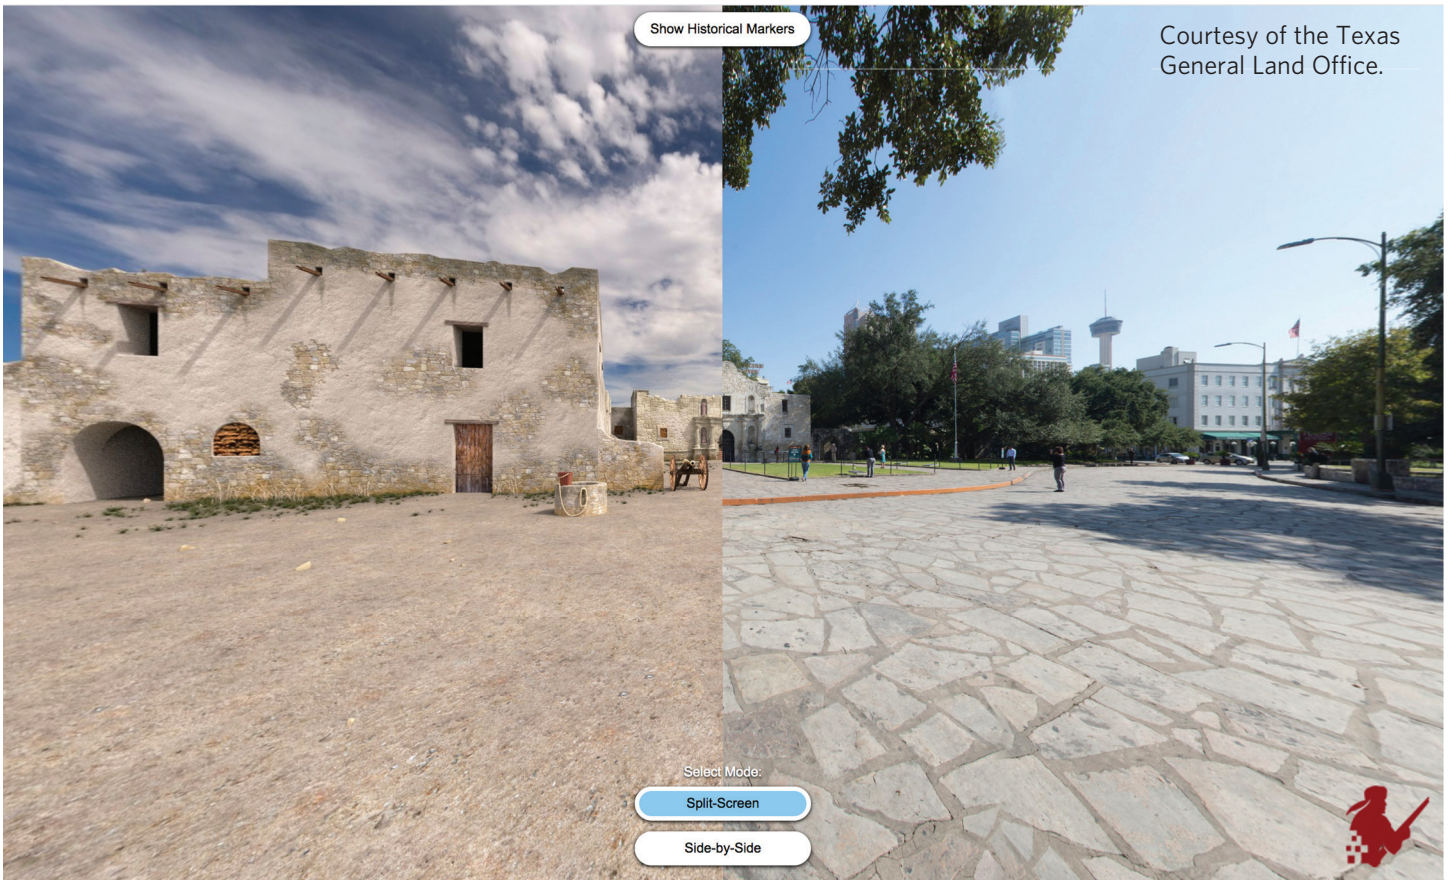 Show Historical Markers
Courtesy of the Texas
General Land Office.
Select Mode:
Split-Screen
Side-by-Side